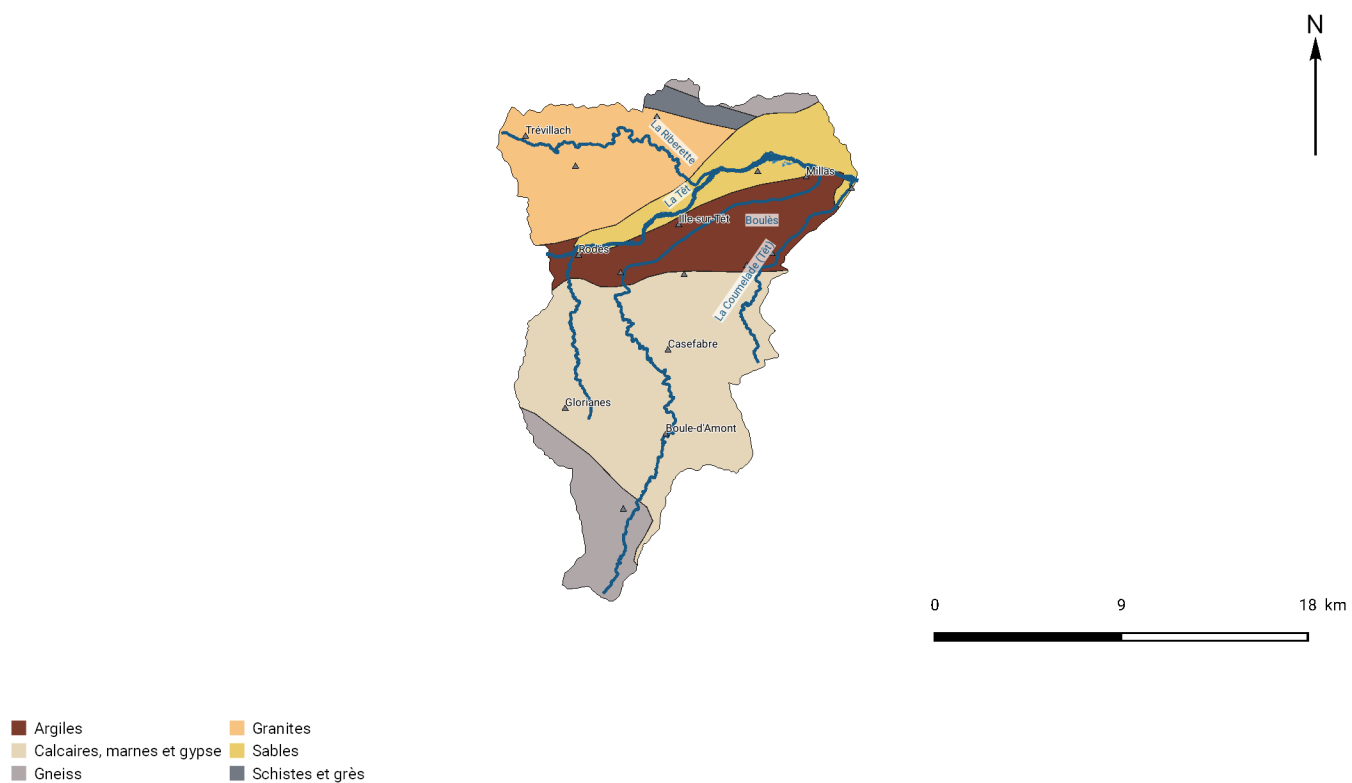 N
Trévillach
La Riberette
Millas
La Têt
Ille-sur-Têt
Boulès
Rodès
La Coumelade (Têt)
Casefabre
Glorianes
Boule-d'Amont
0 9 18 km
Argiles
Calcaires, marnes et gypse
Gneiss
Granites
Sables
Schistes et grès